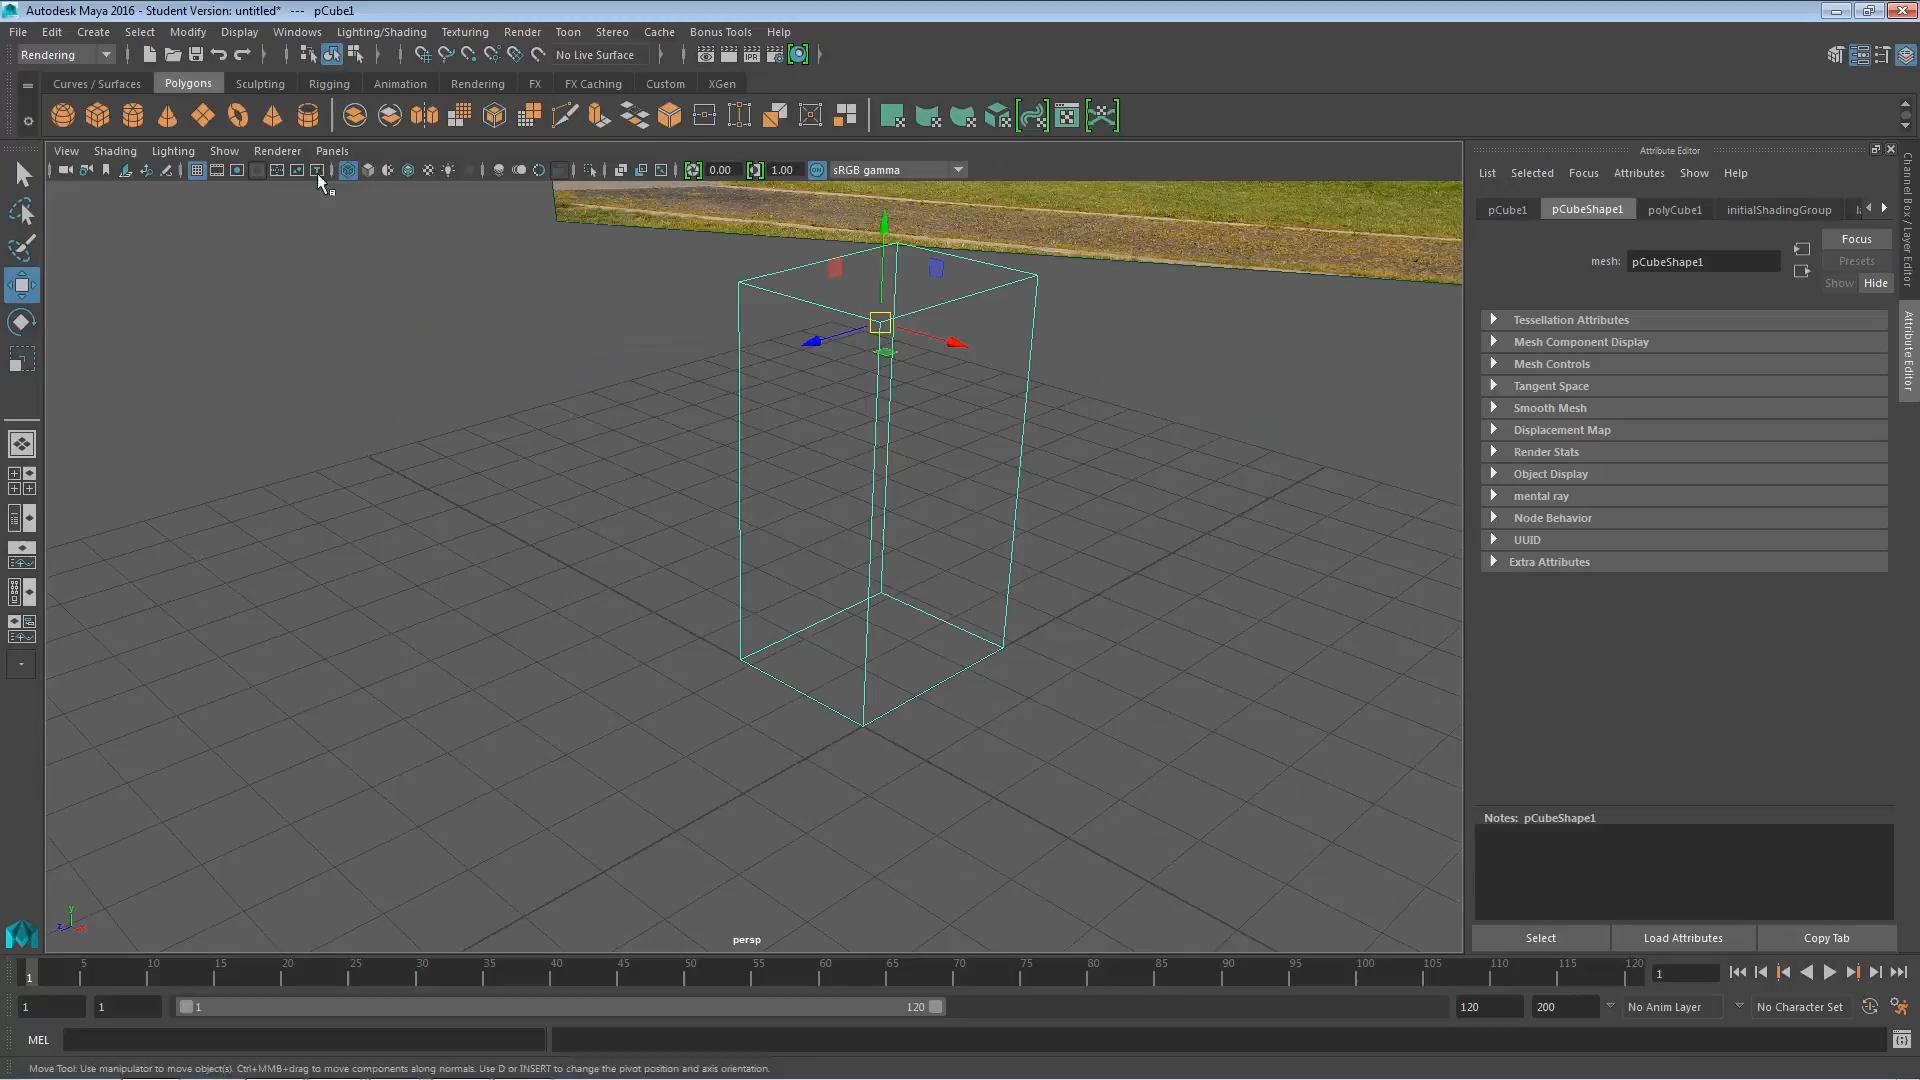 Autodesk Maya 2016 - Student Version: untitled*   ---   pCube1
File Edit Create Select Modify Display Windows Lighting/Shading Texturing Render Toon Stereo Cache Bonus Tools Help
Rendering No Live Surface
Curves / Surfaces Polygons Sculpting Rigging Animation Rendering FX FX Caching Custom XGen
View Shading Lighting Show Renderer Panels
0.00 1.00 sRGB gamma
Attribute Editor
List Selected Focus Attributes Show Help
pCube1 pCubeShape1 polyCube1 initialShadingGroup
Focus
mesh: pCubeShape1
Presets
Show Hide
Tessellation Attributes
Mesh Component Display
Mesh Controls
Tangent Space
Smooth Mesh
Displacement Map
Render Stats
Object Display
mental ray
Node Behavior
UUID
Extra Attributes
Notes: pCubeShape1
Select Load Attributes Copy Tab
Channel Box / Layer Editor
Attribute Editor
y
z x
persp
1 5 10 15 20 25 30 35 40 45 50 55 60 65 70 75 80 85 90 95 100 105 110 115 120 1
1 1 1 120 120 200 No Anim Layer No Character Set
MEL
Move Tool: Use manipulator to move object(s). Ctrl+MMB+drag to move components along normals. Use D or INSERT to change the pivot position and axis orientation.